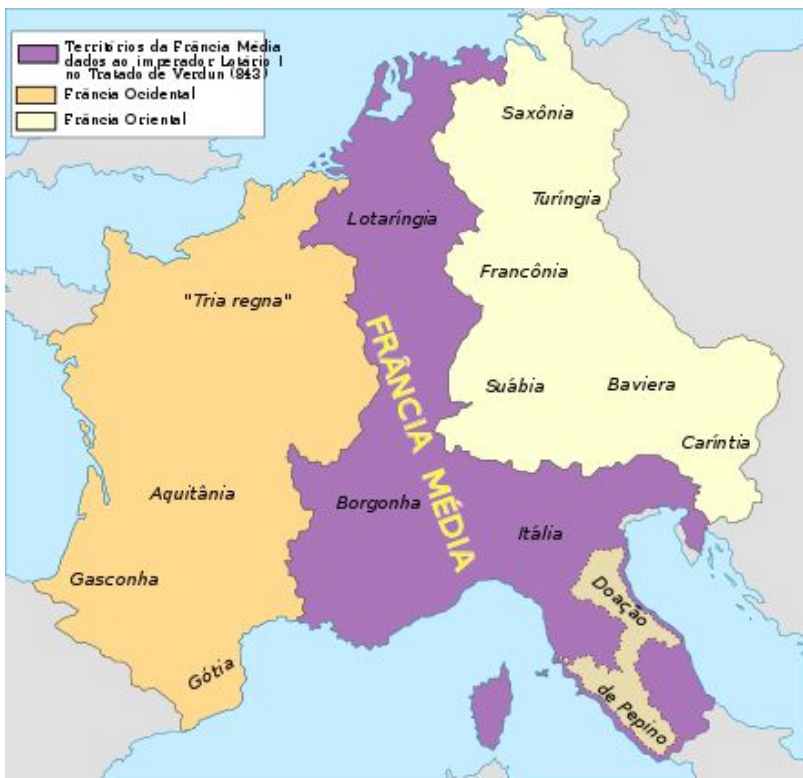 Territórios da Frância Média
dados ao imperador Lotário I
no Tratado de Verdun (843)
Frância Ocidental
Frância Oriental
Saxônia
Turíngia
Lotaríngia
Francônia
"Tria regna"
FRÂNCIA MÉDIA
Suábia
Baviera
Caríntia
Aquitânia
Borgonha
Itália
Gasconha
Doação
de Pepino
Gótia